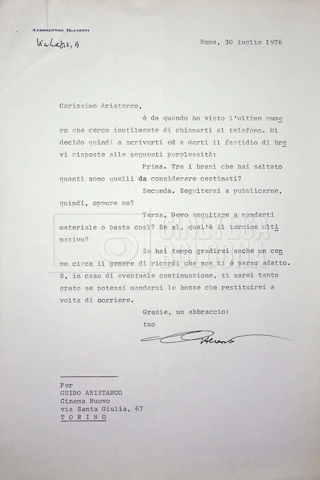 ALESSANDRO BLASETTI
Roma, 30 luglio 1978
Carissimo Aristarco,
è da quando ho visto l'ultimo nume
ro che cerco inutilmente di chiamarti al telefono. Mi
decido quindi a scriverti ed a darti il fastidio di bre
vi risposte alle seguenti perplessità:
Prima. Tra i brani che hai saltato
quanti sono quelli da considerare cestinati?
Seconda. Seguiterai a pubblicarne,
quindi, oppure no?
Terza. Devo seguitare a mandarti
materiale o basta così? Se sì, qual'è il termine ulti
mativo?
Se hai tempo gradirei anche un cen
no circa il genere di ricordi che non ti è parso adatto.
E, in caso di eventuale continuazione, ti sarei tanto
grato se potessi mandarmi le bozze che restituirei a
volta di corriere.
Grazie, un abbraccio:
tuo
Per
GUIDO ARISTARCO
Cinema Nuovo
via Santa Giulia, 67
TORINO